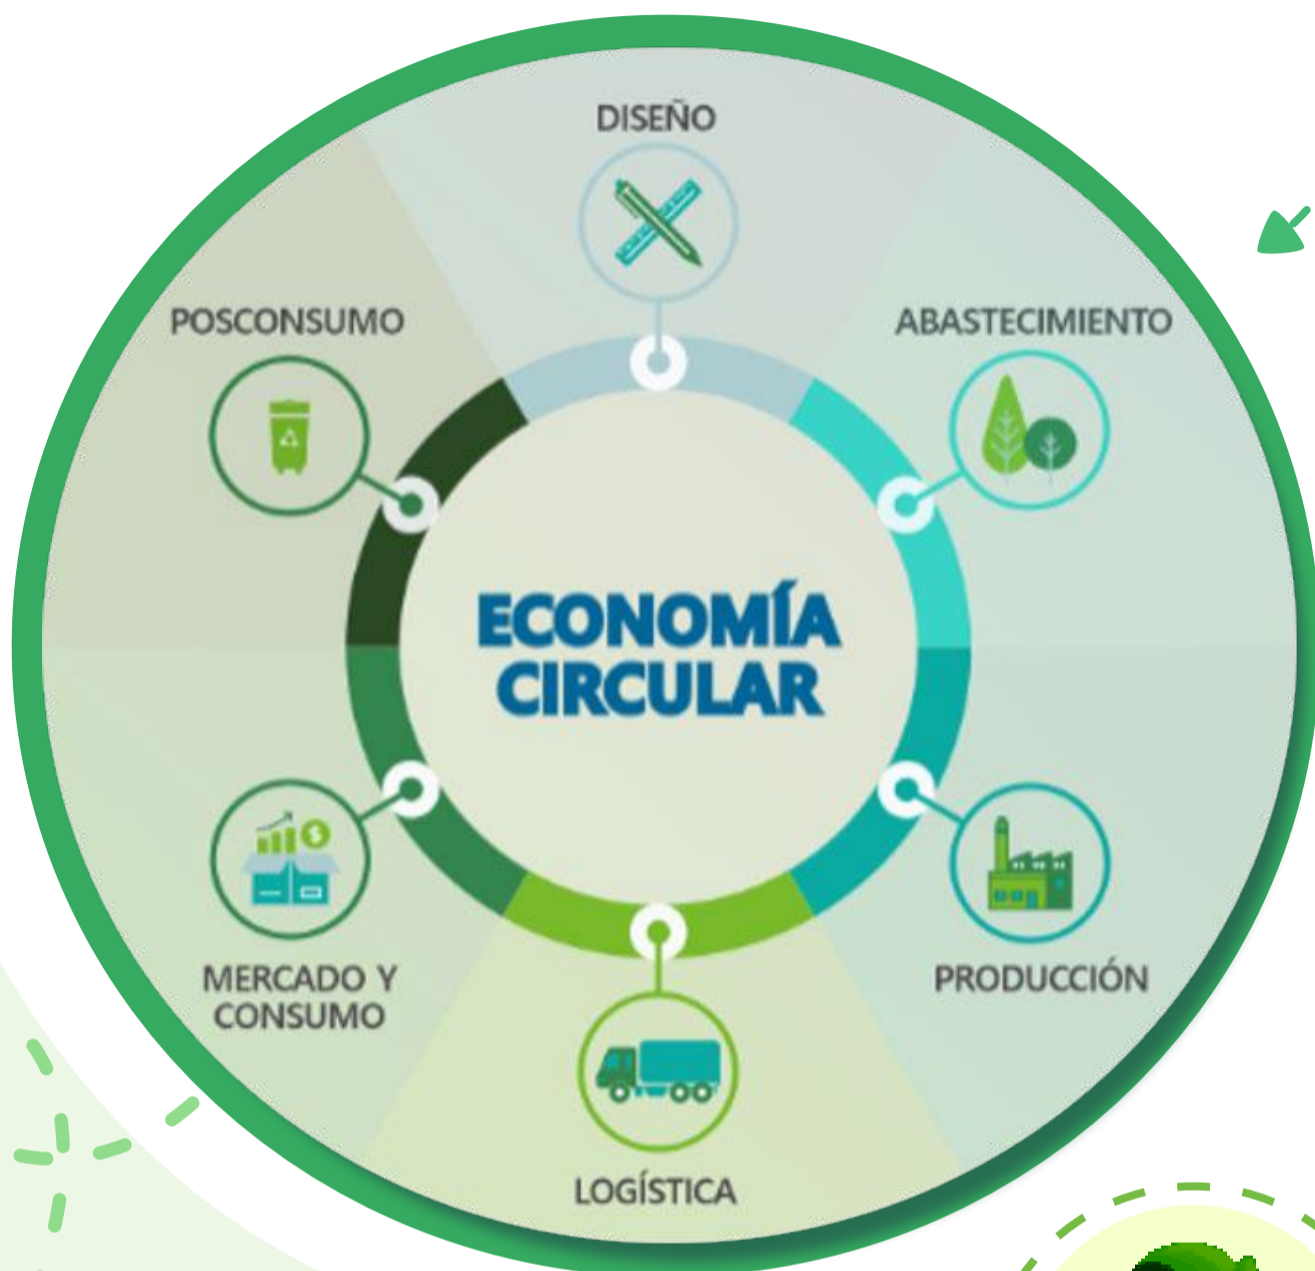 DISEÑO
POSCONSUMO
ABASTECIMIENTO
ECONOMÍA
CIRCULAR
MERCADO Y
CONSUMO
PRODUCCIÓN
LOGÍSTICA